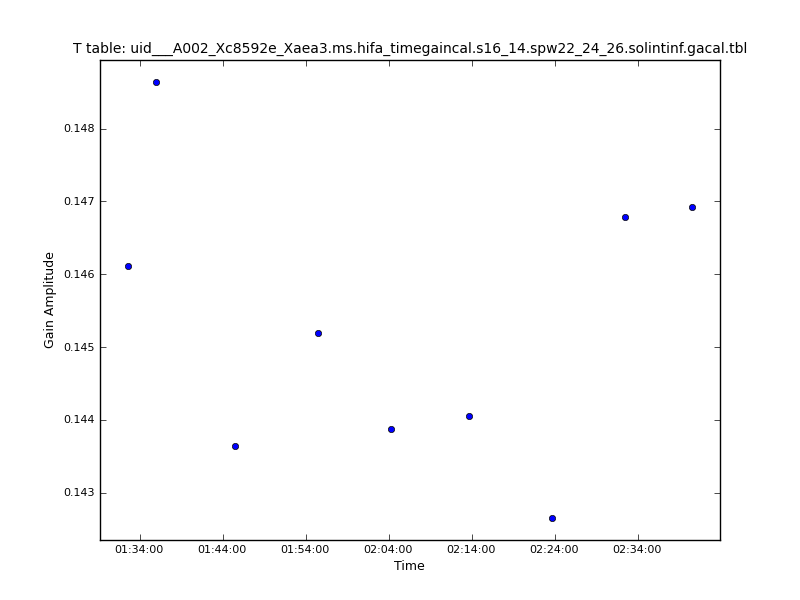 T table: uid___A002_Xc8592e_Xaea3.ms.hifa_timegaincal.s16_14.spw22_24_26.solintinf.gacal.tbl
0.148
0.147
0.146
0.145
0.144
0.143
Gain Amplitude
01:34:00 01:44:00 01:54:00 02:04:00 02:14:00 02:24:00 02:34:00
Time